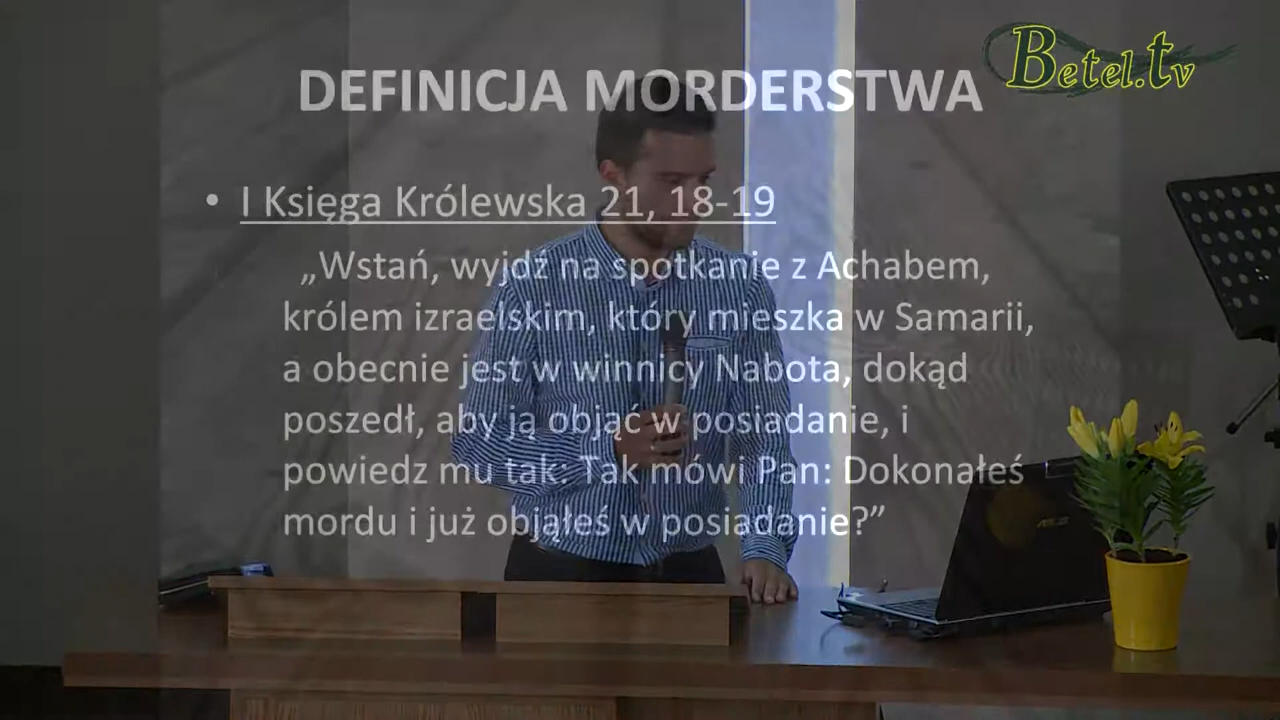 Betel.tv
DEFINICJA MORDERSTWA
• I Księga Królewska 21, 18-19
„Wstań, wyjdź na spotkanie z Achabem,
królem izraelskim, który mieszka w Samarii,
a obecnie jest w winnicy Nabota, dokąd
poszedł, aby ją objąć w posiadanie, i
powiedz mu tak: Tak mówi Pan: Dokonałeś
mordu i już objąłeś w posiadanie?”
ASUS